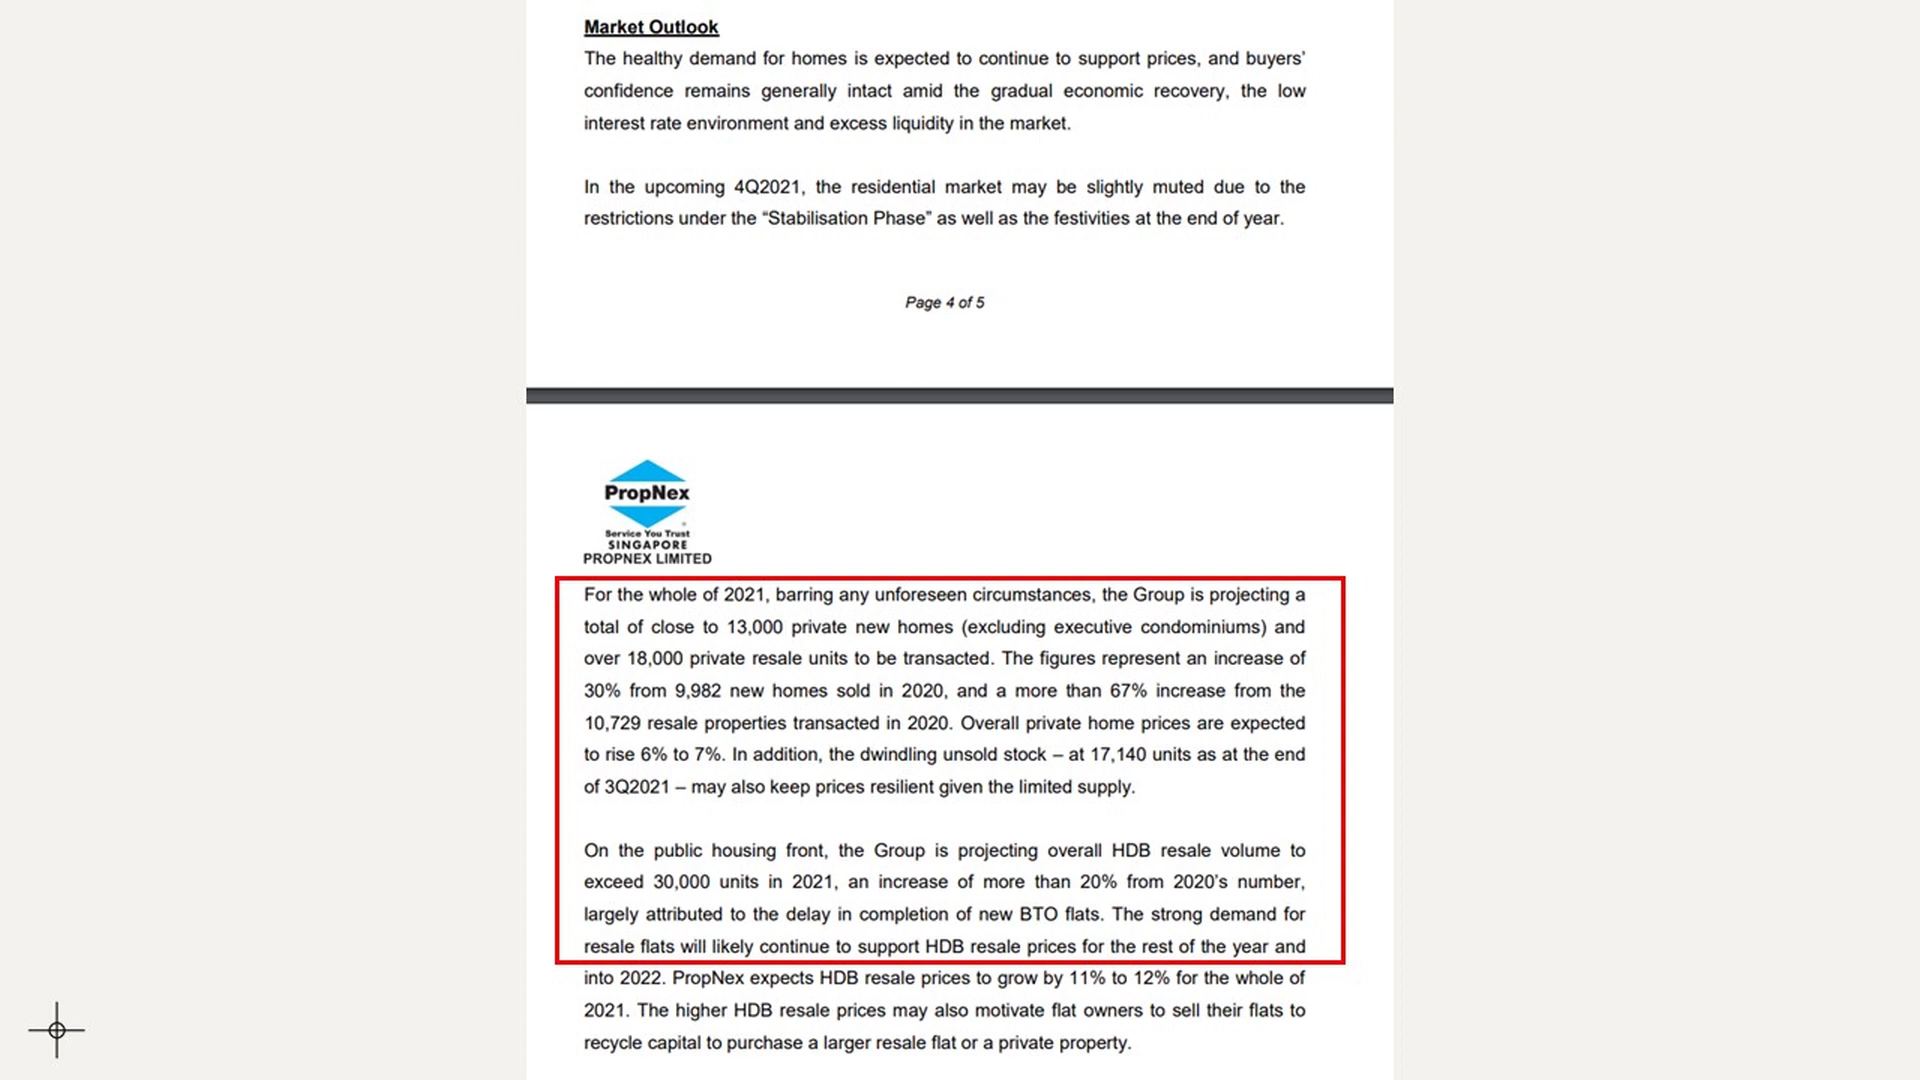 Market Outlook
The healthy demand for homes is expected to continue to support prices, and buyers’
confidence remains generally intact amid the gradual economic recovery, the low
interest rate environment and excess liquidity in the market.
In the upcoming 4Q2021, the residential market may be slightly muted due to the
restrictions under the “Stabilisation Phase” as well as the festivities at the end of year.
Page 4 of 5
PropNex
Service You Trust
SINGAPORE
PROPNEX LIMITED
For the whole of 2021, barring any unforeseen circumstances, the Group is projecting a
total of close to 13,000 private new homes (excluding executive condominiums) and
over 18,000 private resale units to be transacted. The figures represent an increase of
30% from 9,982 new homes sold in 2020, and a more than 67% increase from the
10,729 resale properties transacted in 2020. Overall private home prices are expected
to rise 6% to 7%. In addition, the dwindling unsold stock – at 17,140 units as at the end
of 3Q2021 – may also keep prices resilient given the limited supply.
On the public housing front, the Group is projecting overall HDB resale volume to
exceed 30,000 units in 2021, an increase of more than 20% from 2020’s number,
largely attributed to the delay in completion of new BTO flats. The strong demand for
resale flats will likely continue to support HDB resale prices for the rest of the year and
into 2022. PropNex expects HDB resale prices to grow by 11% to 12% for the whole of
2021. The higher HDB resale prices may also motivate flat owners to sell their flats to
recycle capital to purchase a larger resale flat or a private property.